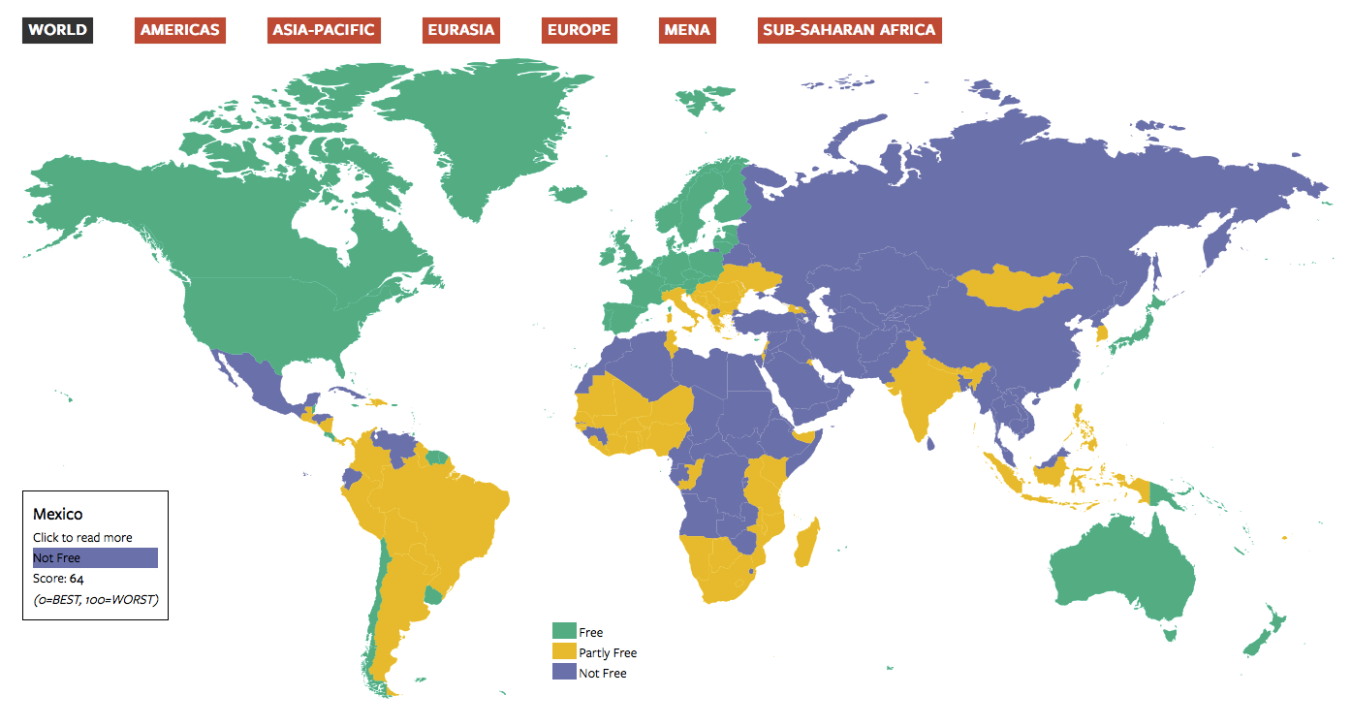 WORLD AMERICAS ASIA-PACIFIC EURASIA EUROPE MENA SUB-SAHARAN AFRICA
Mexico
Click to read more
Not Free
Score: 64
(0=BEST, 100=WORST)
Free
Partly Free
Not Free